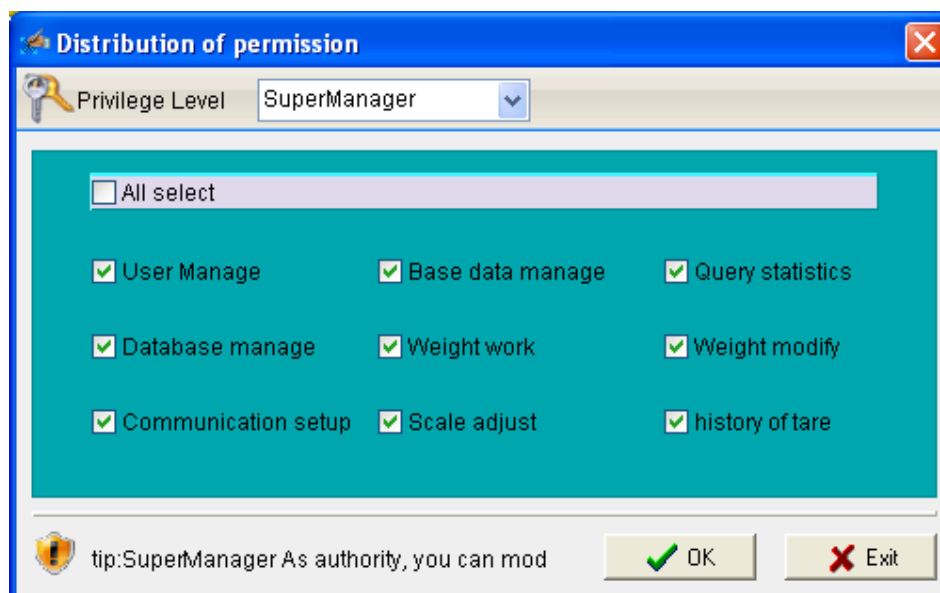 Distribution of permission
Privilege Level SuperManager
All select
User Manage Base data manage Query statistics
Database manage Weight work Weight modify
Communication setup Scale adjust history of tare
tip:SuperManager As authority, you can mod OK Exit